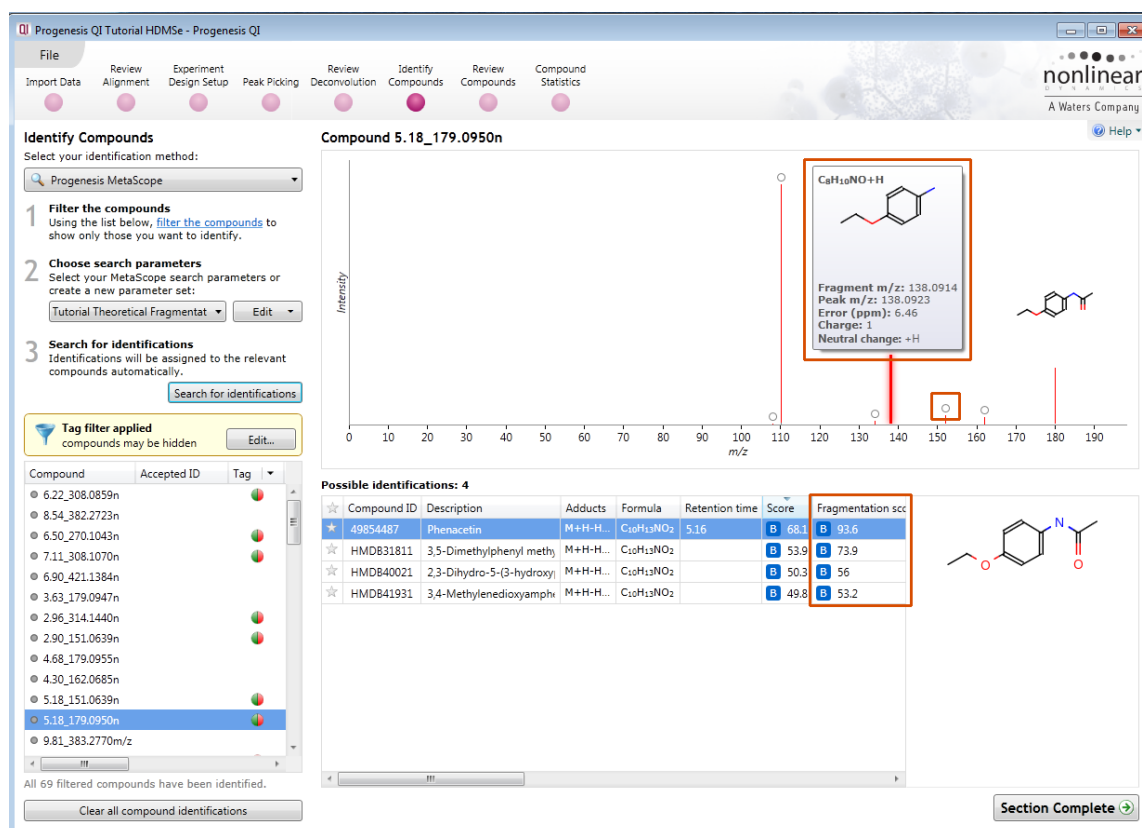 Progenesis QI Tutorial HDMSe - Progenesis QI
File
Import Data
Review Alignment
Experiment Design Setup
Peak Picking
Review Deconvolution
Identify Compounds
Review Compounds
Compound Statistics
nonlinear
DYNAMICS
A Waters Company
Help
Identify Compounds
Select your identification method:
Progenesis MetaScope
1 Filter the compounds
Using the list below, filter the compounds to
show only those you want to identify.
2 Choose search parameters
Select your MetaScope search parameters or
create a new parameter set:
Tutorial Theoretical Fragmentat Edit
3 Search for identifications
Identifications will be assigned to the relevant
compounds automatically.
Search for identifications
Tag filter applied
compounds may be hidden
Edit...
Compound Accepted ID Tag
6.22_308.0859n
8.54_382.2723n
6.50_270.1043n
7.11_308.1070n
6.90_421.1384n
3.63_179.0947n
2.96_314.1440n
2.90_151.0639n
4.68_179.0955n
4.30_162.0685n
5.18_151.0639n
5.18_179.0950n
9.81_383.2770m/z
All 69 filtered compounds have been identified.
Clear all compound identifications
Compound 5.18_179.0950n
Intensity
C₈H₁₀NO+H
Fragment m/z: 138.0914
Peak m/z: 138.0923
Error (ppm): 6.46
Charge: 1
Neutral change: +H
O
N
O
0 10 20 30 40 50 60 70 80 90 100 110 120 130 140 150 160 170 180 190
m/z
Possible identifications: 4
Compound ID Description Adducts Formula Retention time Score Fragmentation sco
49854487 Phenacetin M+H-H... C₁₀H₁₃NO₂ 5.16 B 68.1 B 93.6
HMDB31811 3,5-Dimethylphenyl meth M+H-H... C₁₀H₁₃NO₂ B 53.9 B 73.9
HMDB40021 2,3-Dihydro-5-(3-hydroxy M+H-H... C₁₀H₁₃NO₂ B 50.3 B 56
HMDB41931 3,4-Methylenedioxyamphe M+H-H... C₁₀H₁₃NO₂ B 49.8 B 53.2
N
O
O
Section Complete